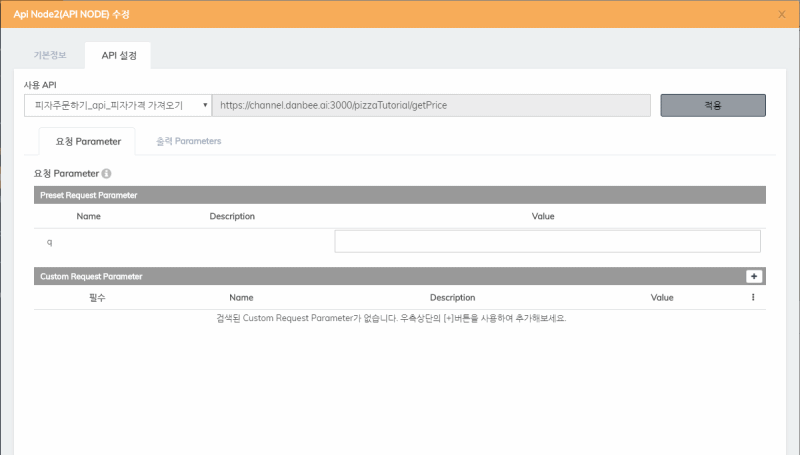 Api Node2(API NODE) 수정
X
기본정보 API 설정
사용 API
피자주문하기_api_피자가격 가져오기 https://channel.danbee.ai:3000/pizzaTutorial/getPrice 적용
요청 Parameter 출력 Parameters
요청 Parameter
Preset Request Parameter
Name Description Value
q
Custom Request Parameter +
필수 Name Description Value
검색된 Custom Request Parameter가 없습니다. 우측상단의 [+]버튼을 사용하여 추가해보세요.